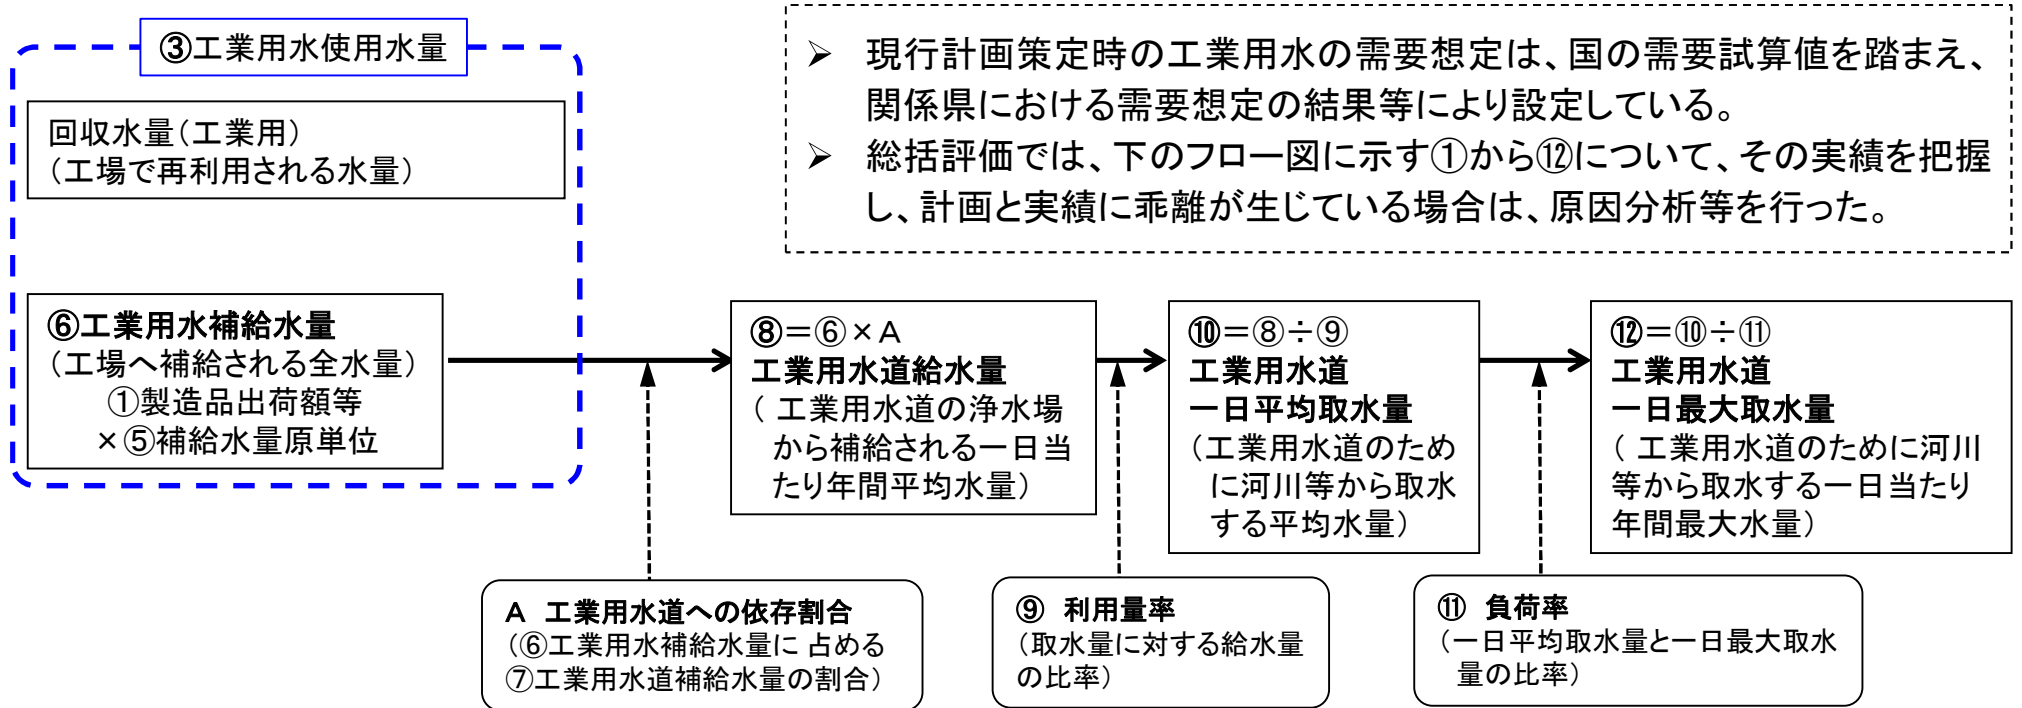 ③工業用水使用水量
回収水量（工業用）
（工場で再利用される水量）
➢ 現行計画策定時の工業用水の需要想定は、国の需要試算値を踏まえ、
関係県における需要想定の結果等により設定している。
➢ 総括評価では、下のフロー図に示す①から⑫について、その実績を把握
し、計画と実績に乖離が生じている場合は、原因分析等を行った。
⑥工業用水補給水量
（工場へ補給される全水量）
①製造品出荷額等
×⑤補給水量原単位
⑧＝⑥×A
工業用水道給水量
（ 工業用水道の浄水場
から補給される一日当
たり年間平均水量）
⑩＝⑧÷⑨
工業用水道
一日平均取水量
（工業用水道のため
に河川等から取水
する平均水量）
⑫＝⑩÷⑪
工業用水道
一日最大取水量
（ 工業用水道のために河川
等から取水する一日当たり
年間最大水量）
A 工業用水道への依存割合
（⑥工業用水補給水量に 占める
⑦工業用水道補給水量の割合）
⑨ 利用量率
（取水量に対する給水量
の比率）
⑪ 負荷率
（一日平均取水量と一日最大取水
量の比率）